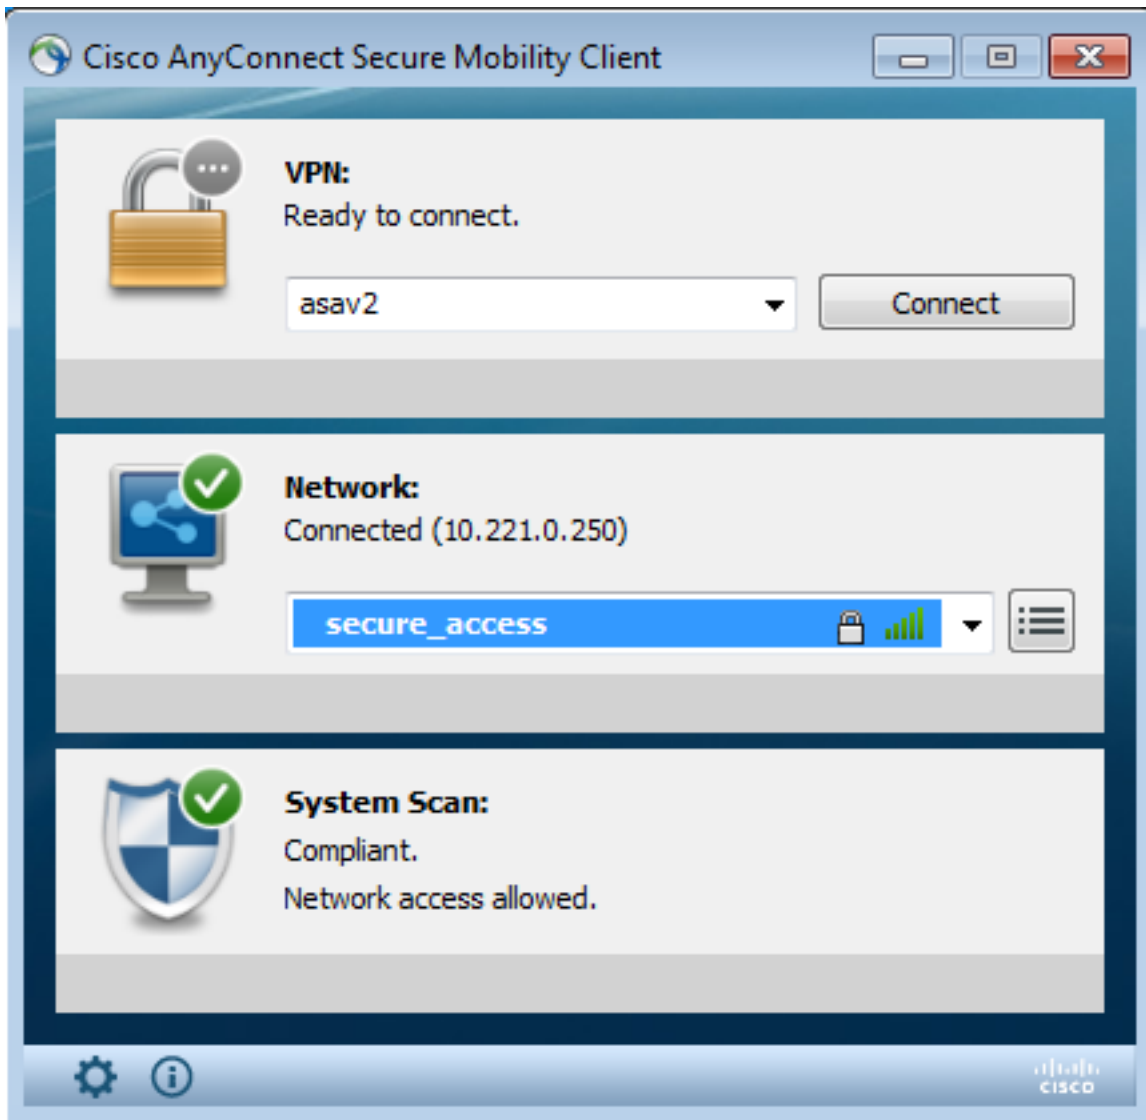 Cisco AnyConnect Secure Mobility Client
VPN:
Ready to connect.
asav2
Connect
Network:
Connected (10.221.0.250)
secure_access
System Scan:
Compliant.
Network access allowed.
CISCO